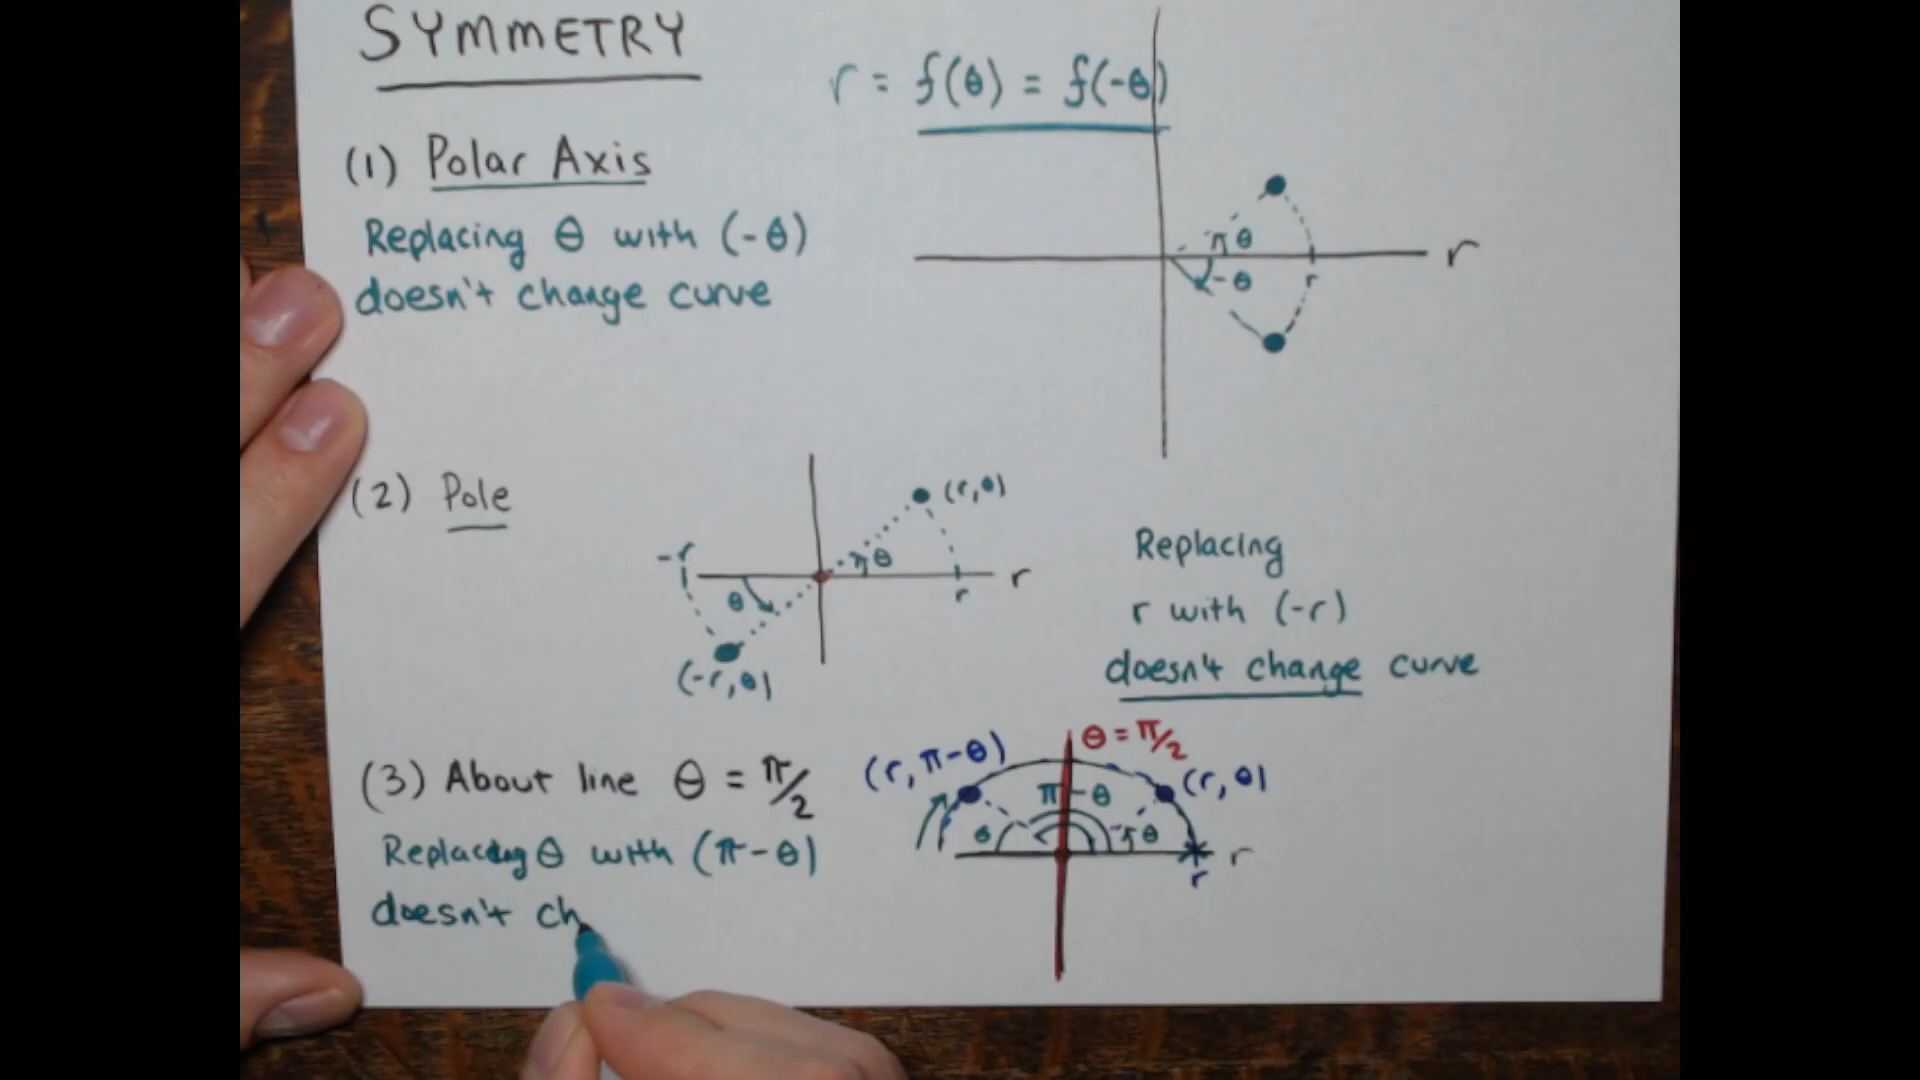 SYMMETRY
r = f(θ) = f(-θ)
(1) Polar Axis
Replacing θ with (-θ)
doesn't change curve
θ
-θ
r
r
(2) Pole
(r,θ)
-r
θ
r
r
θ
(-r,θ)
Replacing
r with (-r)
doesn't change curve
(3) About line θ = π/2
Replacing θ with (π-θ)
doesn't ch
θ = π/2
(r, π-θ)
(r, θ)
π-θ
θ
θ
r
r